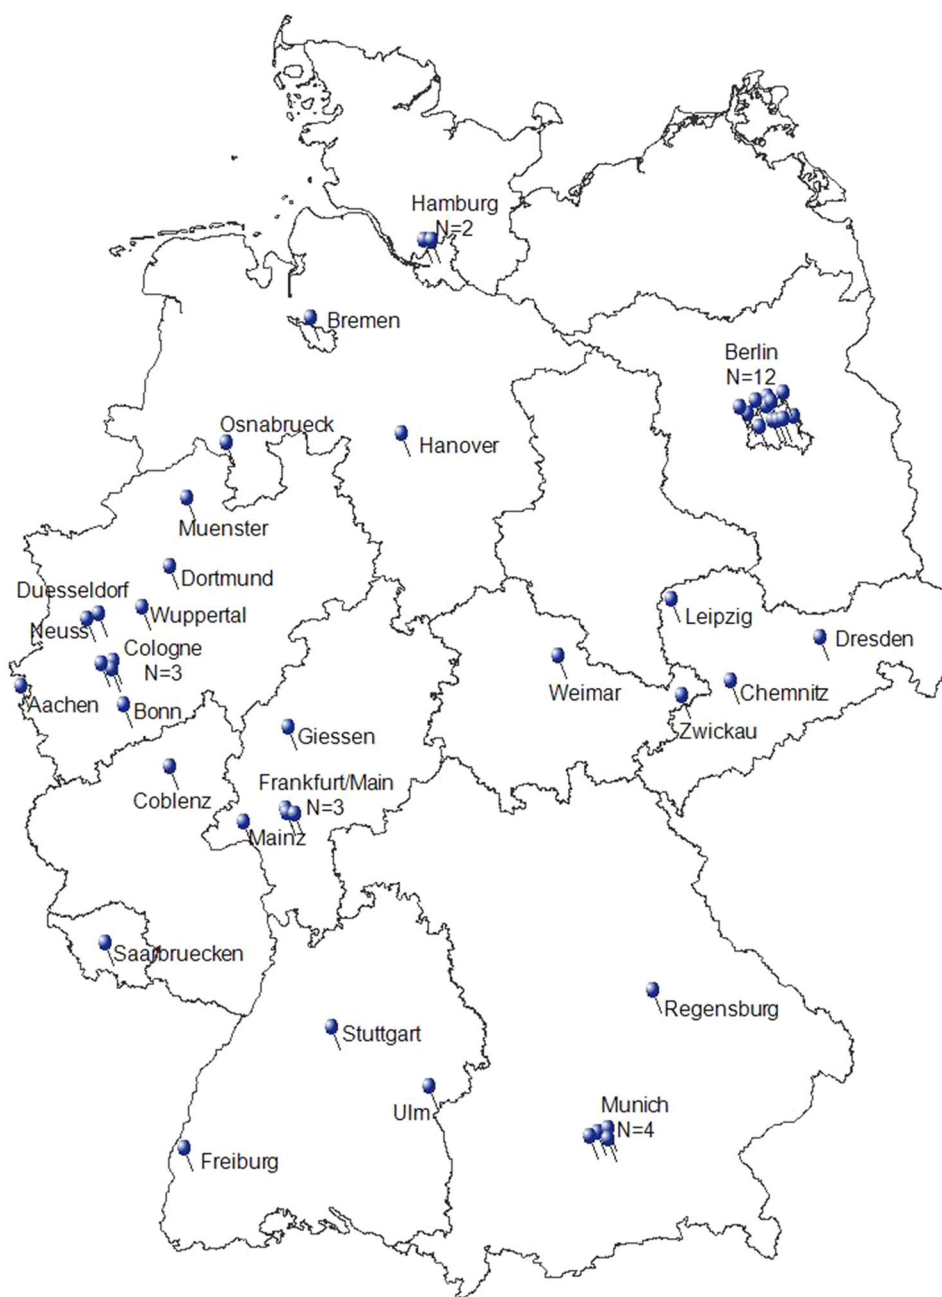 Hamburg
N=2
Bremen
Berlin
N=12
Osnabrueck
Hanover
Muenster
Dortmund
Duesseldorf
Leipzig
Wuppertal
Neuss
Dresden
Cologne
N=3
Weimar
Chemnitz
Aachen
Bonn
Zwickau
Giessen
Frankfurt/Main
N=3
Coblenz
Mainz
Saarbruecken
Regensburg
Stuttgart
Ulm
Munich
N=4
Freiburg